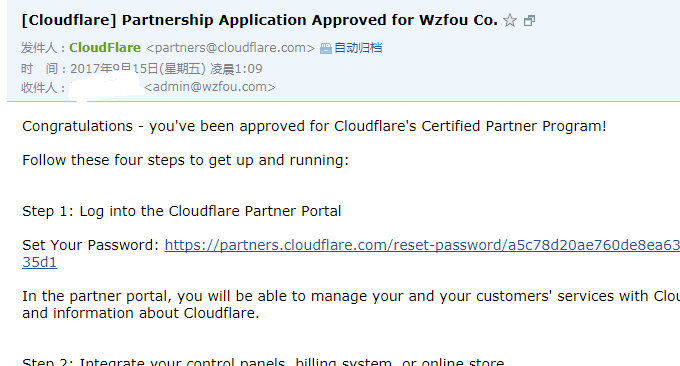 [Cloudflare] Partnership Application Approved for Wzfou Co.
发件人：CloudFlare <partners@cloudflare.com> 自动归档
时 间：2017年9月15日(星期五) 凌晨1:09
收件人： <admin@wzfou.com>
Congratulations - you've been approved for Cloudflare's Certified Partner Program!
Follow these four steps to get up and running:
Step 1: Log into the Cloudflare Partner Portal
Set Your Password: https://partners.cloudflare.com/reset-password/a5c78d20ae760de8ea63
35d1
In the partner portal, you will be able to manage your and your customers' services with Clou
and information about Cloudflare.
Step 2: Integrate your control panels, billing system, or online store